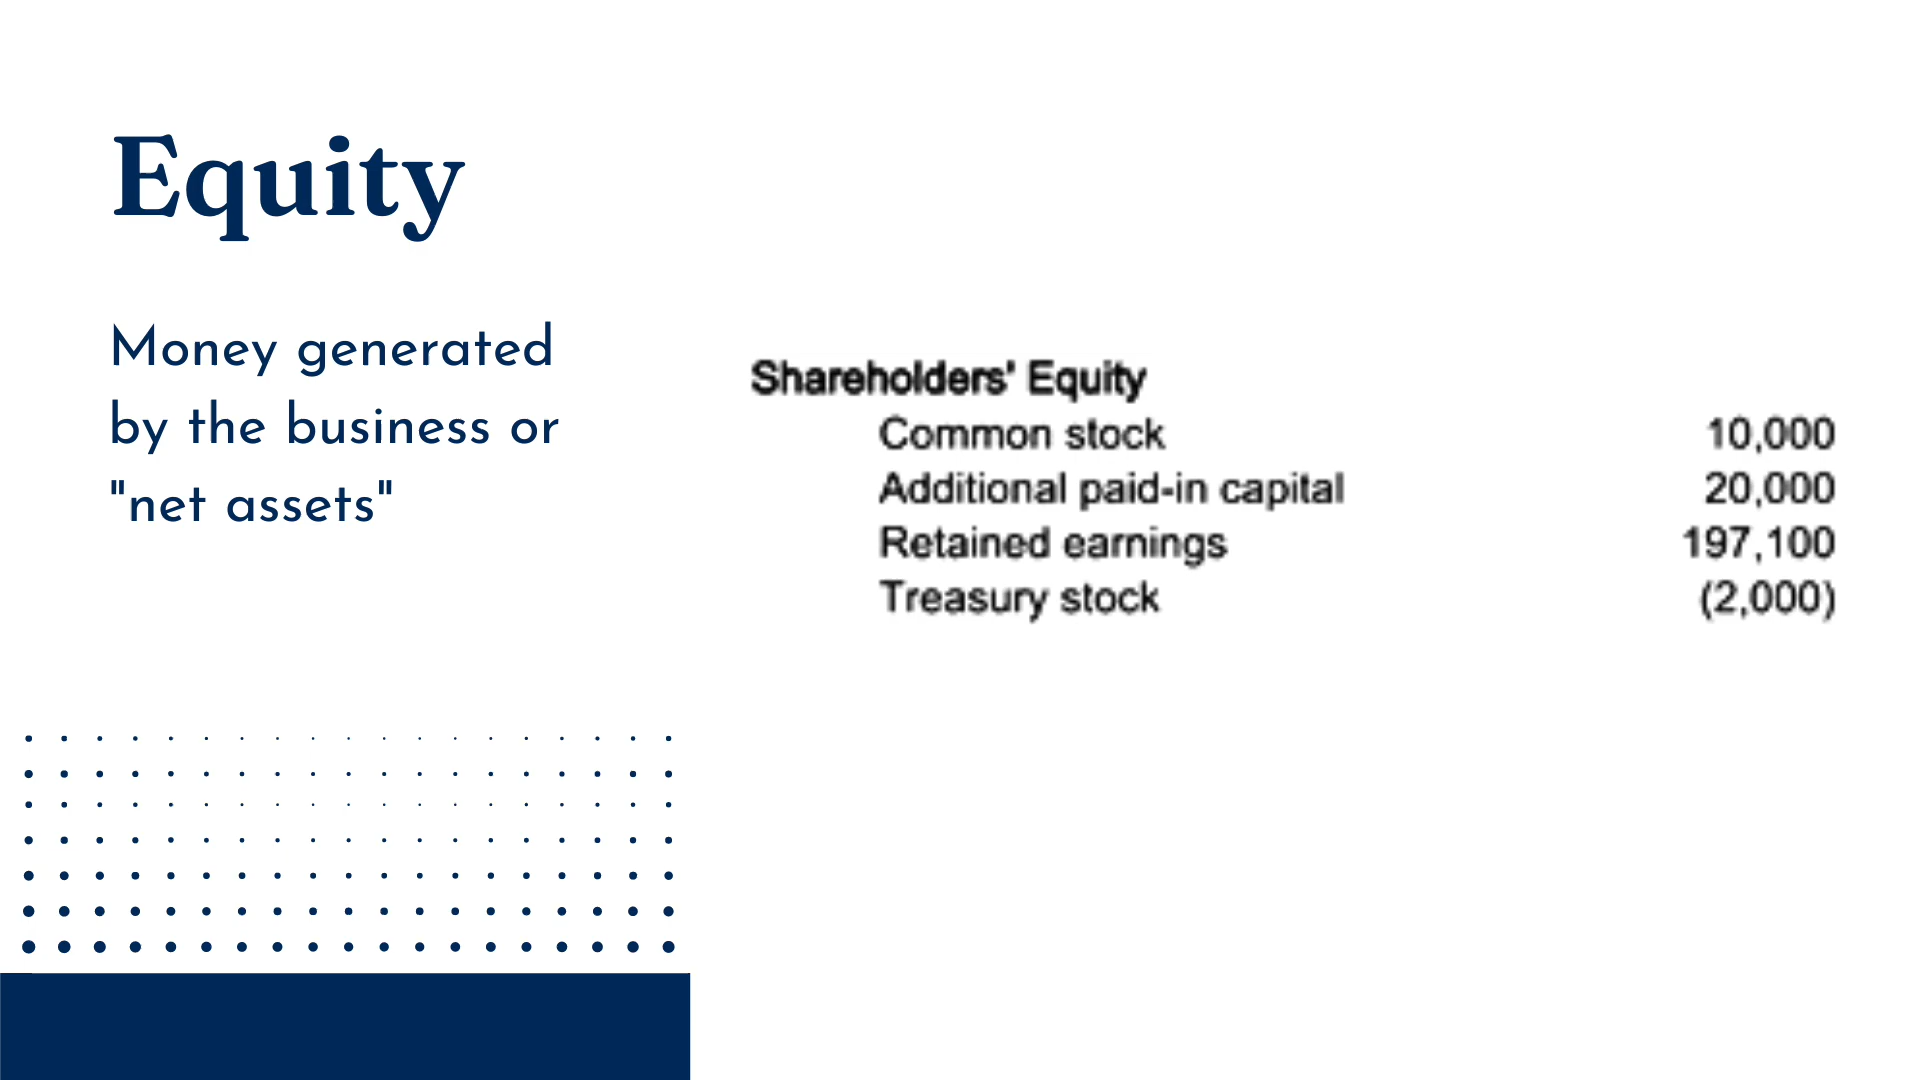 Equity
Money generated
by the business or
"net assets"
Shareholders' Equity
Common stock 10,000
Additional paid-in capital 20,000
Retained earnings 197,100
Treasury stock (2,000)